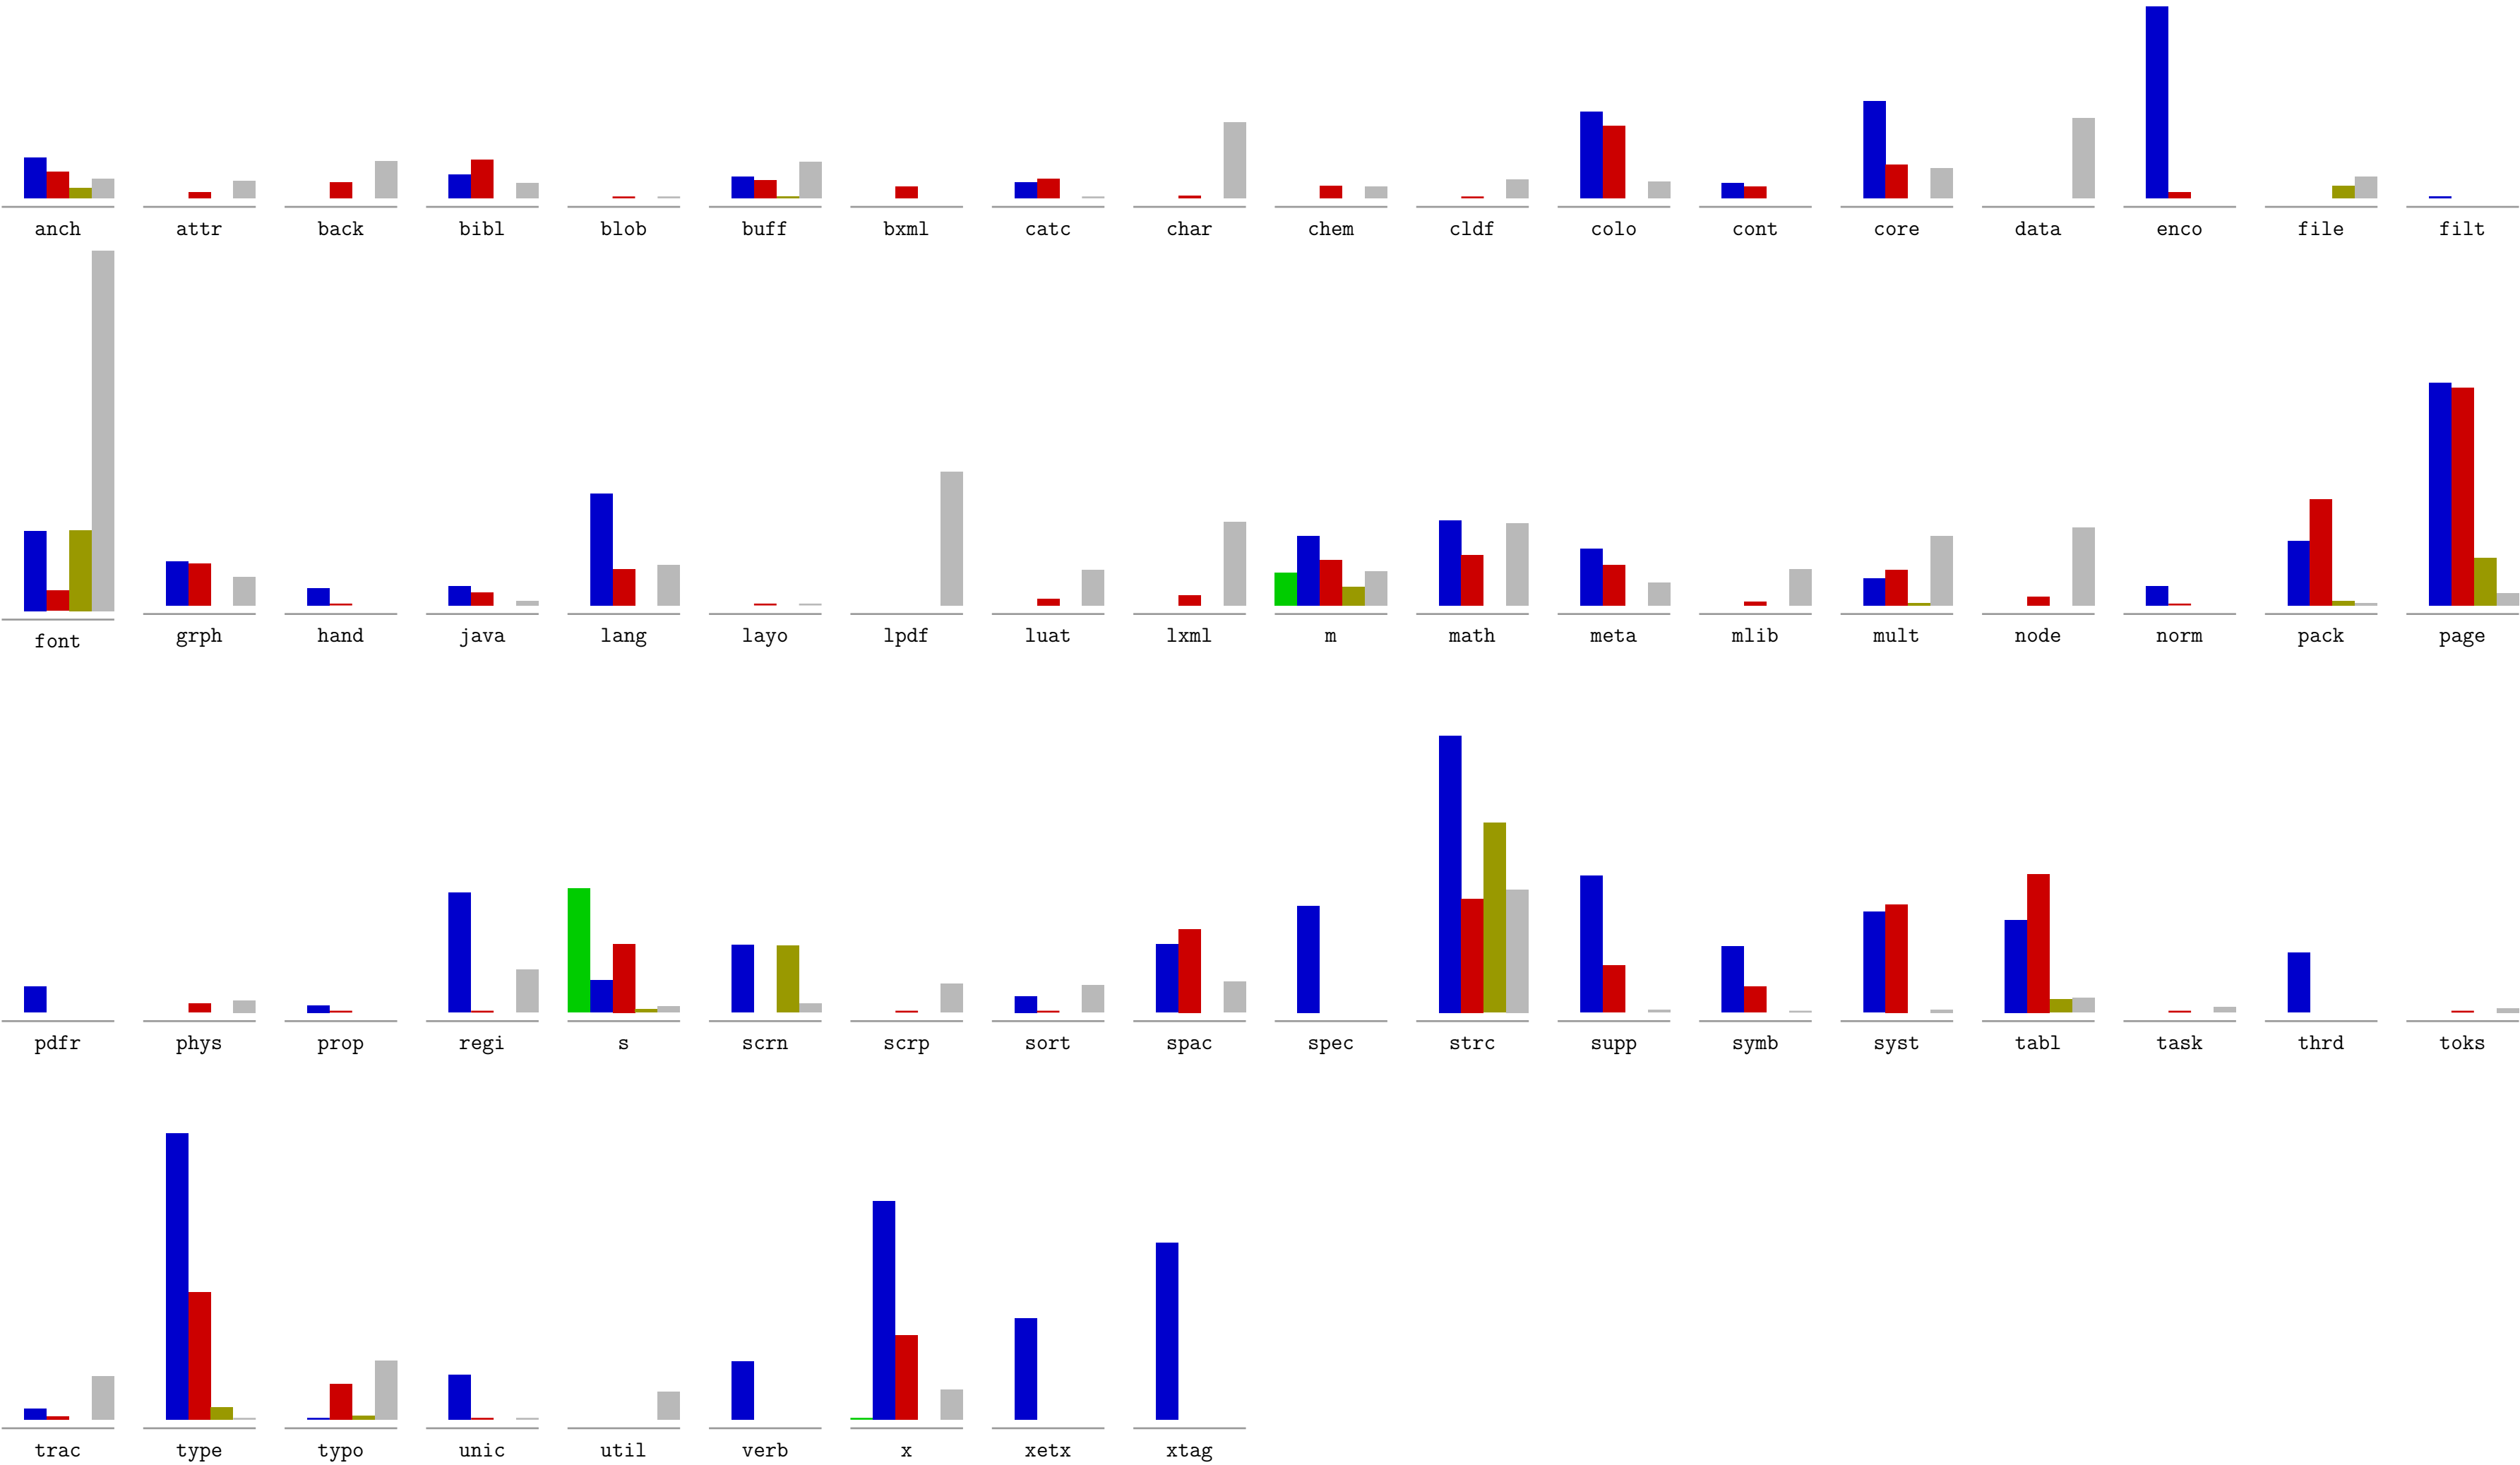 anch attr back bibl blob buff bxml catc char chem cldf colo cont core data enco file filt
font grph hand java lang layo lpdf luat lxml m math meta mlib mult node norm pack page
pdfr phys prop regi s scrn scrp sort spac spec strc supp symb syst tabl task thrd toks
trac type typo unic util verb x xetx xtag